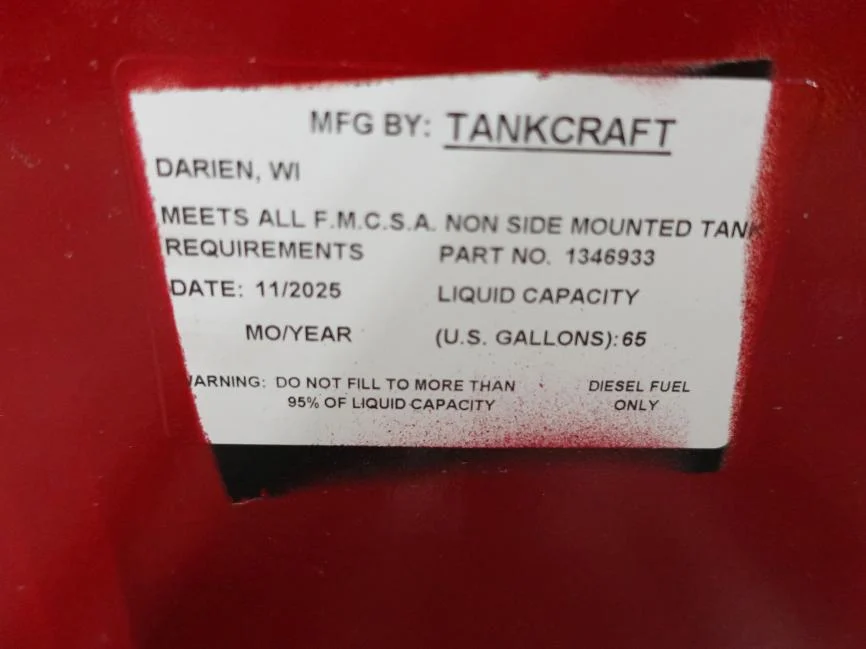 MFG BY: TANKCRAFT
DARIEN, WI
MEETS ALL F.M.C.S.A. NON SIDE MOUNTED TANK
REQUIREMENTS PART NO. 1346933
DATE: 11/2025 LIQUID CAPACITY
MO/YEAR (U.S. GALLONS): 65
WARNING: DO NOT FILL TO MORE THAN DIESEL FUEL
95% OF LIQUID CAPACITY ONLY